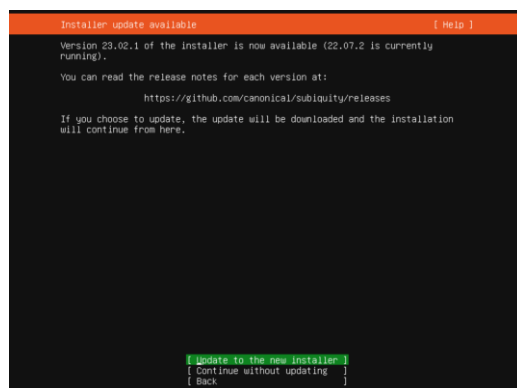 Installer update available [ Help ]
Version 23.02.1 of the installer is now available (22.07.2 is currently
running).
You can read the release notes for each version at:
https://github.com/canonical/subiquity/releases
If you choose to update, the update will be downloaded and the installation
will continue from here.
[ Update to the new installer ]
[ Continue without updating ]
[ Back ]